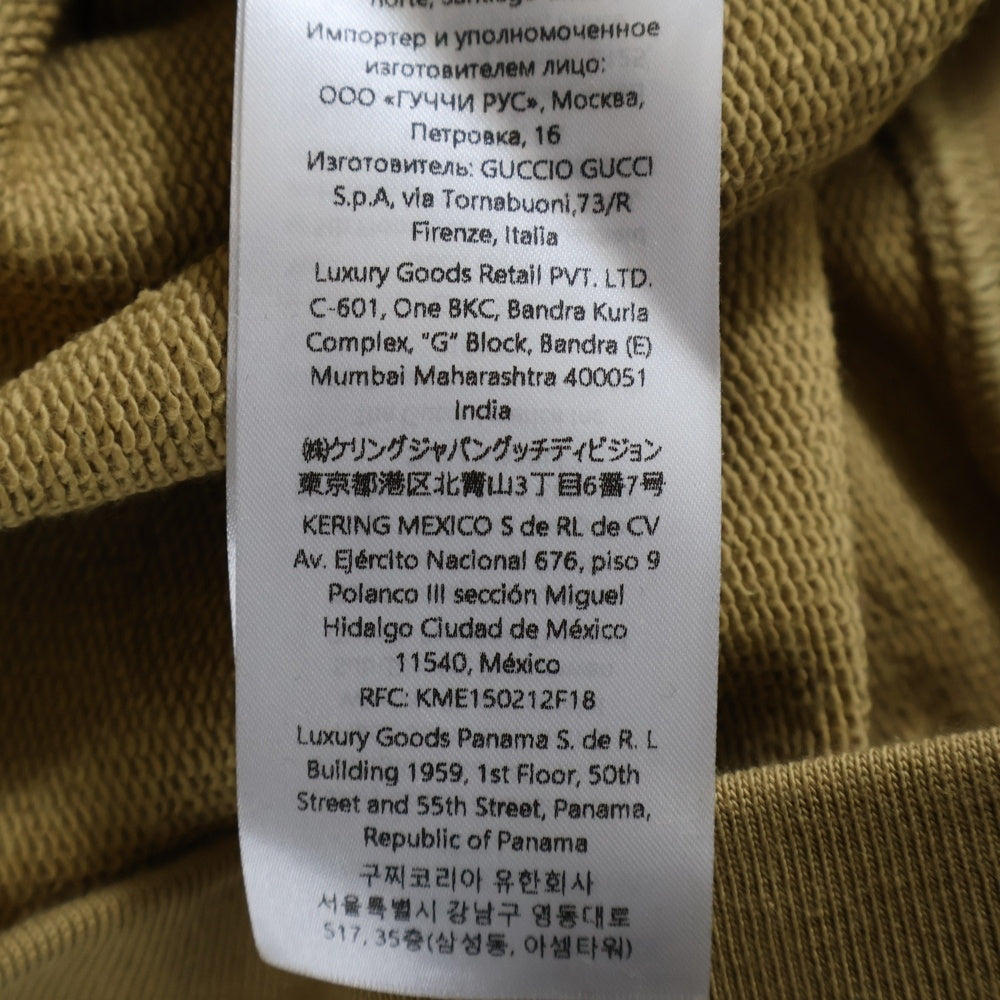 norte, Santiago
Импортер и уполномоченное
изготовителем лицо:
ООО «ГУЧЧИ РУС», Москва,
Петровка, 16
Изготовитель: GUCCIO GUCCI
S.p.A, via Tornabuoni,73/R
Firenze, Italia
Luxury Goods Retail PVT. LTD.
C-601, One BKC, Bandra Kurla
Complex, "G" Block, Bandra (E)
Mumbai Maharashtra 400051
India
㈱ケリングジャパングッチディビジョン
東京都港区北青山3丁目6番7号
KERING MEXICO S de RL de CV
Av. Ejército Nacional 676, piso 9
Polanco III sección Miguel
Hidalgo Ciudad de México
11540, México
RFC: KME150212F18
Luxury Goods Panama S. de R. L
Building 1959, 1st Floor, 50th
Street and 55th Street, Panama,
Republic of Panama
구찌코리아 유한회사
서울특별시 강남구 영동대로
517, 35층(삼성동, 아셈타워)